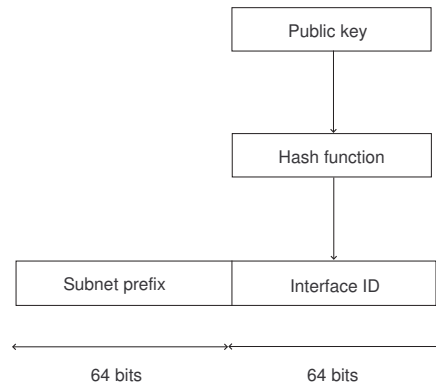 Public key
Hash function
Subnet prefix
Interface ID
64 bits
64 bits